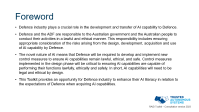 Foreword
• Defence industry plays a crucial role in the development and transfer of AI capability to Defence.
• Defence and the ADF are responsible to the Australian government and the Australian people to
conduct their activities in a lawful and ethical manner. This responsibility includes ensuring
appropriate consideration of the risks arising from the design, development, acquisition and use
of AI capability by Defence.
• The novel nature of AI means that Defence will be required to develop and implement new
control measures to ensure AI capabilities remain lawful, ethical, and safe. Control measures
implemented in the design phase will be critical to ensuring AI capabilities are capable of
performing their functions lawfully, ethically and safely. In short, AI capabilities will need to be
legal and ethical by design.
• This Toolkit provides an opportunity for Defence industry to enhance their AI literacy in relation to
the expectations of Defence when acquiring AI capabilities.
TRUSTED
AUTONOMOUS
SYSTEMS